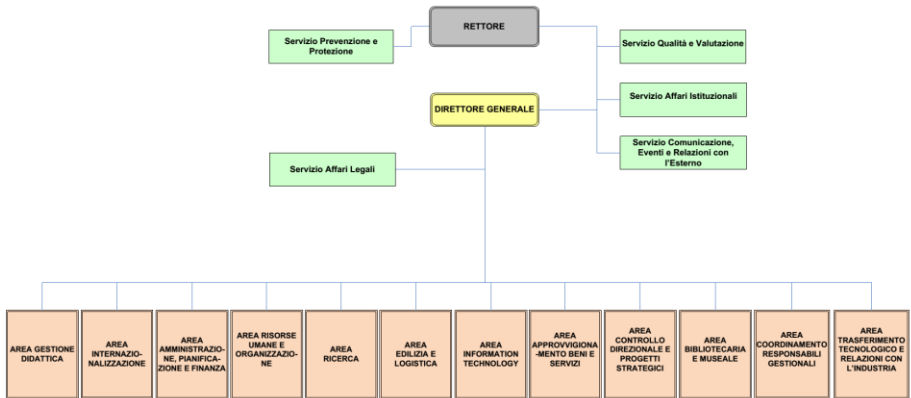 RETTORE
Servizio Prevenzione e
Protezione
Servizio Qualità e Valutazione
Servizio Affari Istituzionali
DIRETTORE GENERALE
Servizio Comunicazione,
Eventi e Relazioni con
l'Esterno
Servizio Affari Legali
AREA GESTIONE
DIDATTICA
AREA
INTERNAZIO-
NALIZZAZIONE
AREA
AMMINISTRAZIO-
NE, PIANIFICA-
ZIONE E FINANZA
AREA RISORSE
UMANE E
ORGANIZZAZIO-
NE
AREA
RICERCA
AREA
EDILIZIA E
LOGISTICA
AREA
INFORMATION
TECHNOLOGY
AREA
APPROVVIGIONA
-MENTO BENI E
SERVIZI
AREA
CONTROLLO
DIREZIONALE E
PROGETTI
STRATEGICI
AREA
BIBLIOTECARIA
E MUSEALE
AREA
COORDINAMENTO
RESPONSABILI
GESTIONALI
AREA
TRASFERIMENTO
TECNOLOGICO E
RELAZIONI CON
L'INDUSTRIA